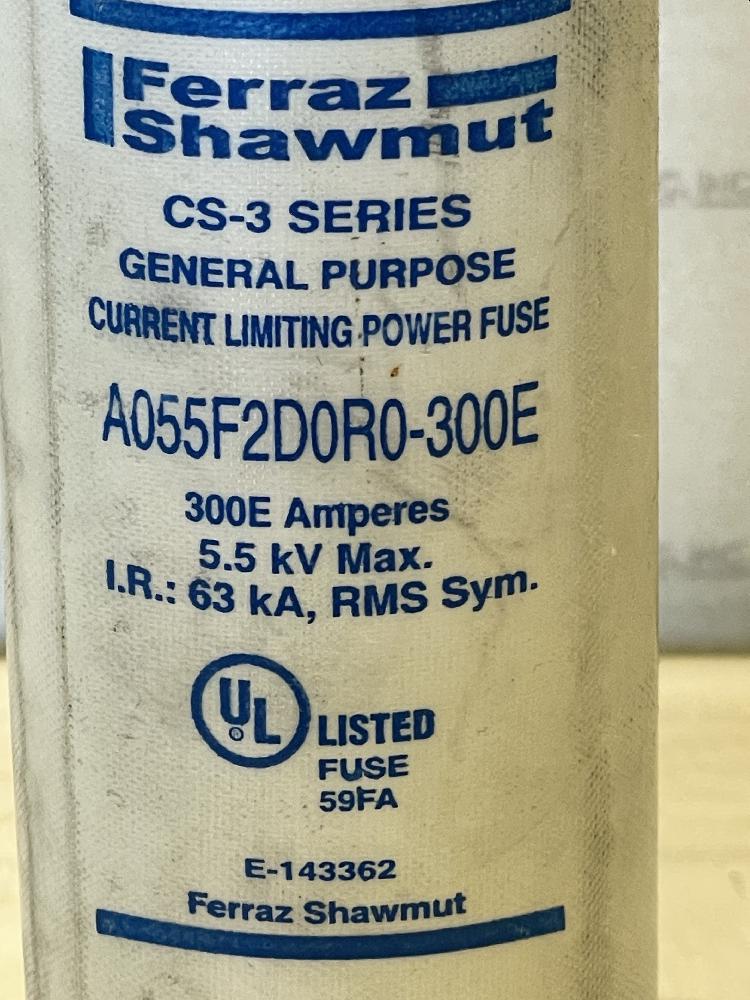 Ferraz
Shawmut
CS-3 SERIES
GENERAL PURPOSE
CURRENT LIMITING POWER FUSE
A055F2D0R0-300E
300E Amperes
5.5 kV Max.
I.R.: 63 kA, RMS Sym.
UL ®
LISTED
FUSE
59FA
E-143362
Ferraz Shawmut